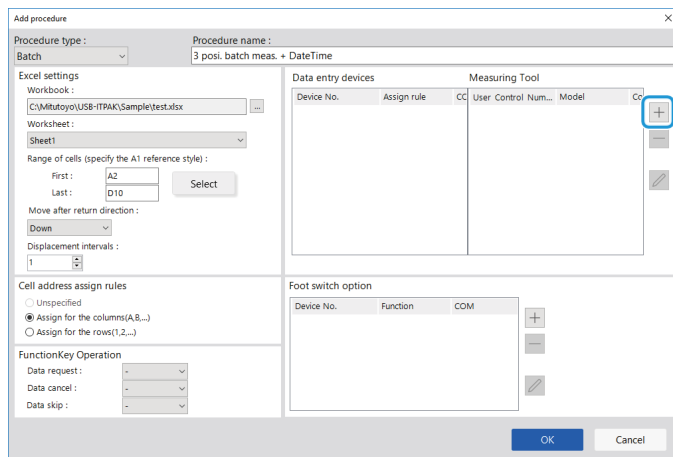 Add procedure
Procedure type :
Procedure name :
Batch
3 posi. batch meas. + DateTime
Excel settings
Workbook :
C:\Mitutoyo\USB-ITPAK\Sample\test.xlsx
...
Worksheet :
Sheet1
Range of cells (specify the A1 reference style) :
First :
A2
Last :
D10
Select
Move after return direction :
Down
Displacement intervals :
1
Data entry devices
Measuring Tool
Device No.
Assign rule
CC
User Control Num...
Model
Co
Cell address assign rules
Unspecified
Assign for the columns(A,B,...)
Assign for the rows(1,2,...)
Foot switch option
Device No.
Function
COM
FunctionKey Operation
Data request :
-
Data cancel :
-
Data skip :
-
OK
Cancel